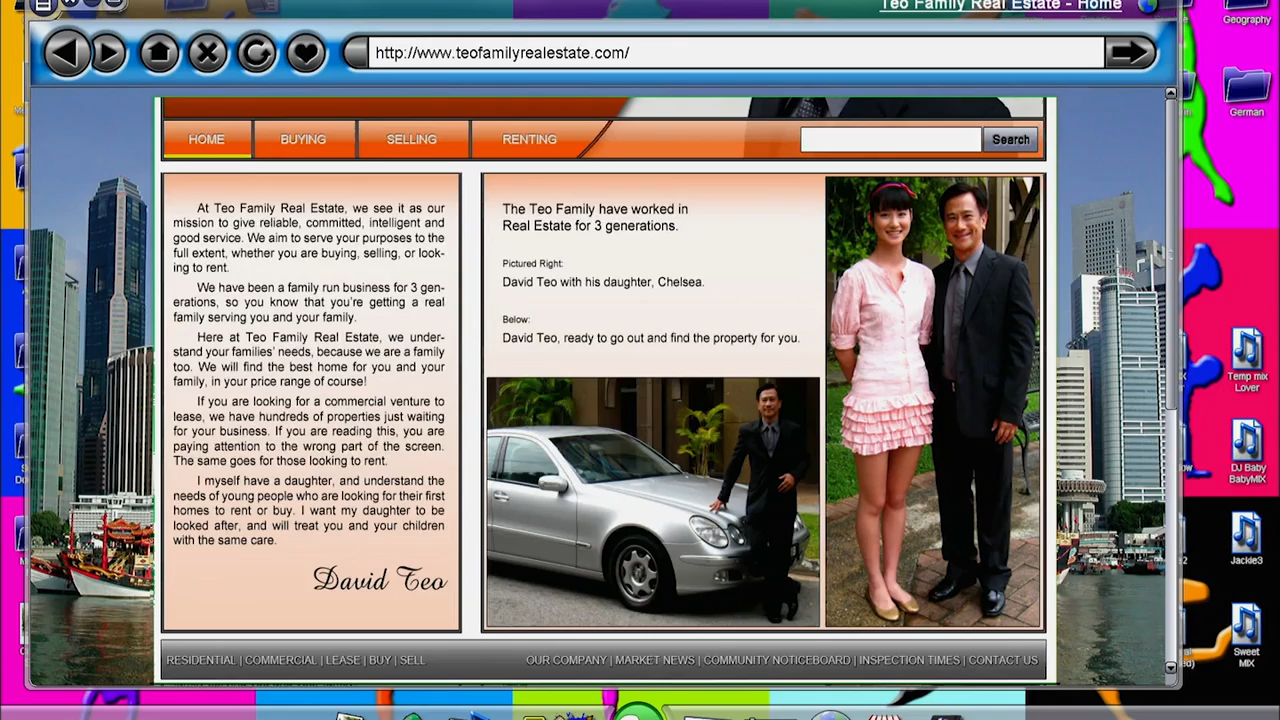 Teo Family Real Estate - Home
http://www.teofamilyrealestate.com/
HOME
BUYING
SELLING
RENTING
Search
At Teo Family Real Estate, we see it as our
mission to give reliable, committed, intelligent and
good service. We aim to serve your purposes to the
full extent, whether you are buying, selling, or look-
ing to rent.
We have been a family run business for 3 gen-
erations, so you know that you're getting a real
family serving you and your family.
Here at Teo Family Real Estate, we under-
stand your families' needs, because we are a family
too. We will find the best home for you and your
family, in your price range of course!
If you are looking for a commercial venture to
lease, we have hundreds of properties just waiting
for your business. If you are reading this, you are
paying attention to the wrong part of the screen.
The same goes for those looking to rent.
I myself have a daughter, and understand the
needs of young people who are looking for their first
homes to rent or buy. I want my daughter to be
looked after, and will treat you and your children
with the same care.
David Teo
The Teo Family have worked in
Real Estate for 3 generations.
Pictured Right:
David Teo with his daughter, Chelsea.
Below:
David Teo, ready to go out and find the property for you.
RESIDENTIAL | COMMERCIAL | LEASE | BUY | SELL
OUR COMPANY | MARKET NEWS | COMMUNITY NOTICEBOARD | INSPECTION TIMES | CONTACT US
Geography
German
Temp mix
Lover
DJ Baby
BabyMIX
Jackie3
Sweet
MIX